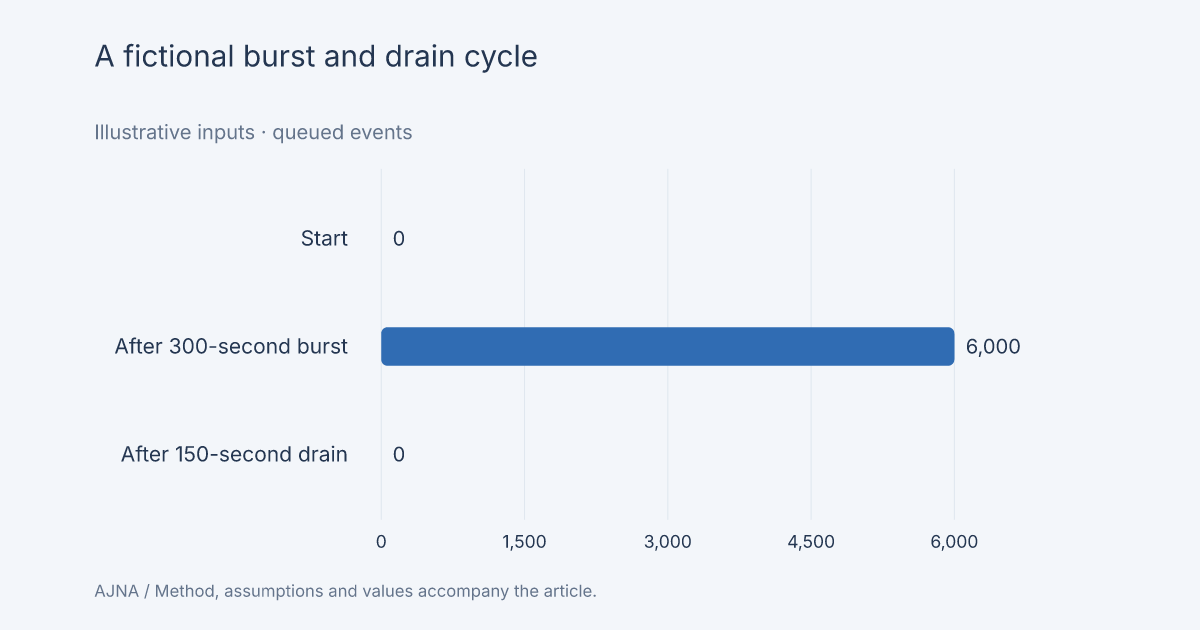 A fictional burst and drain cycle
Illustrative inputs · queued events
Start 0
After 300-second burst 6,000
After 150-second drain 0
0 1,500 3,000 4,500 6,000
AJNA / Method, assumptions and values accompany the article.